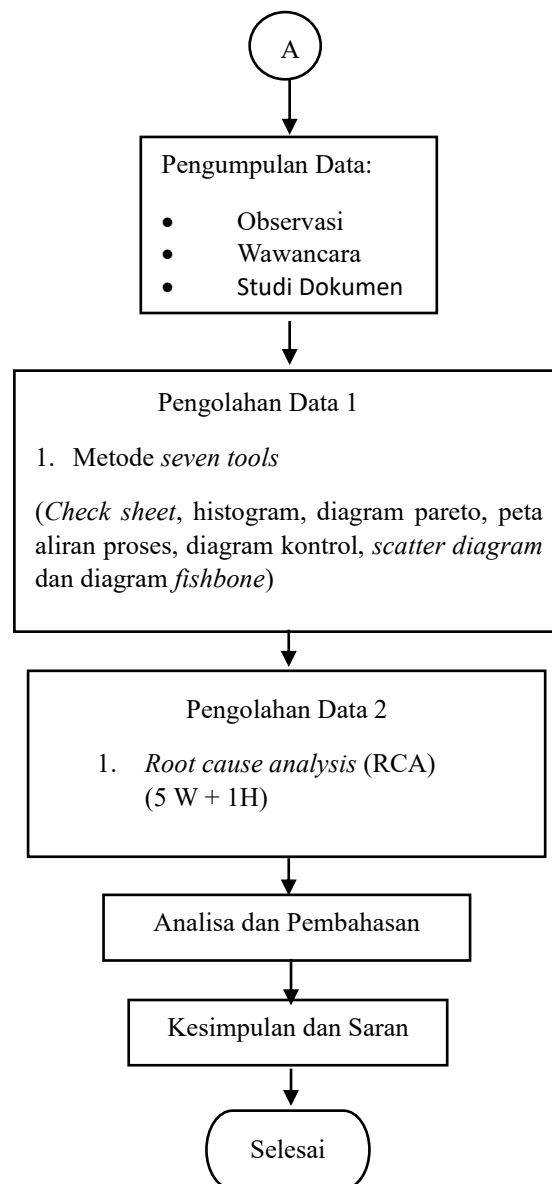 A
Pengumpulan Data:
• Observasi
• Wawancara
• Studi Dokumen
Pengolahan Data 1
1. Metode seven tools
(Check sheet, histogram, diagram pareto, peta
aliran proses, diagram kontrol, scatter diagram
dan diagram fishbone)
Pengolahan Data 2
1. Root cause analysis (RCA)
(5 W + 1H)
Analisa dan Pembahasan
Kesimpulan dan Saran
Selesai